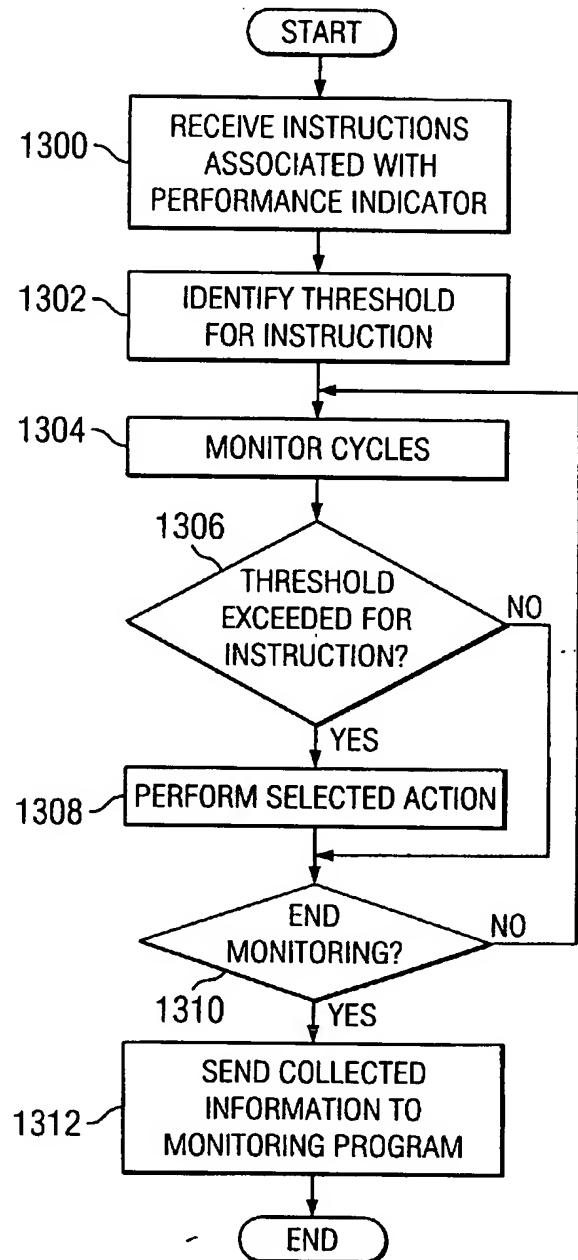 START
1300
RECEIVE INSTRUCTIONS
ASSOCIATED WITH
PERFORMANCE INDICATOR
1302
IDENTIFY THRESHOLD
FOR INSTRUCTION
1304
MONITOR CYCLES
1306
THRESHOLD
EXCEEDED FOR
INSTRUCTION?
NO
YES
1308
PERFORM SELECTED ACTION
END
MONITORING?
NO
1310
YES
1312
SEND COLLECTED
INFORMATION TO
MONITORING PROGRAM
END